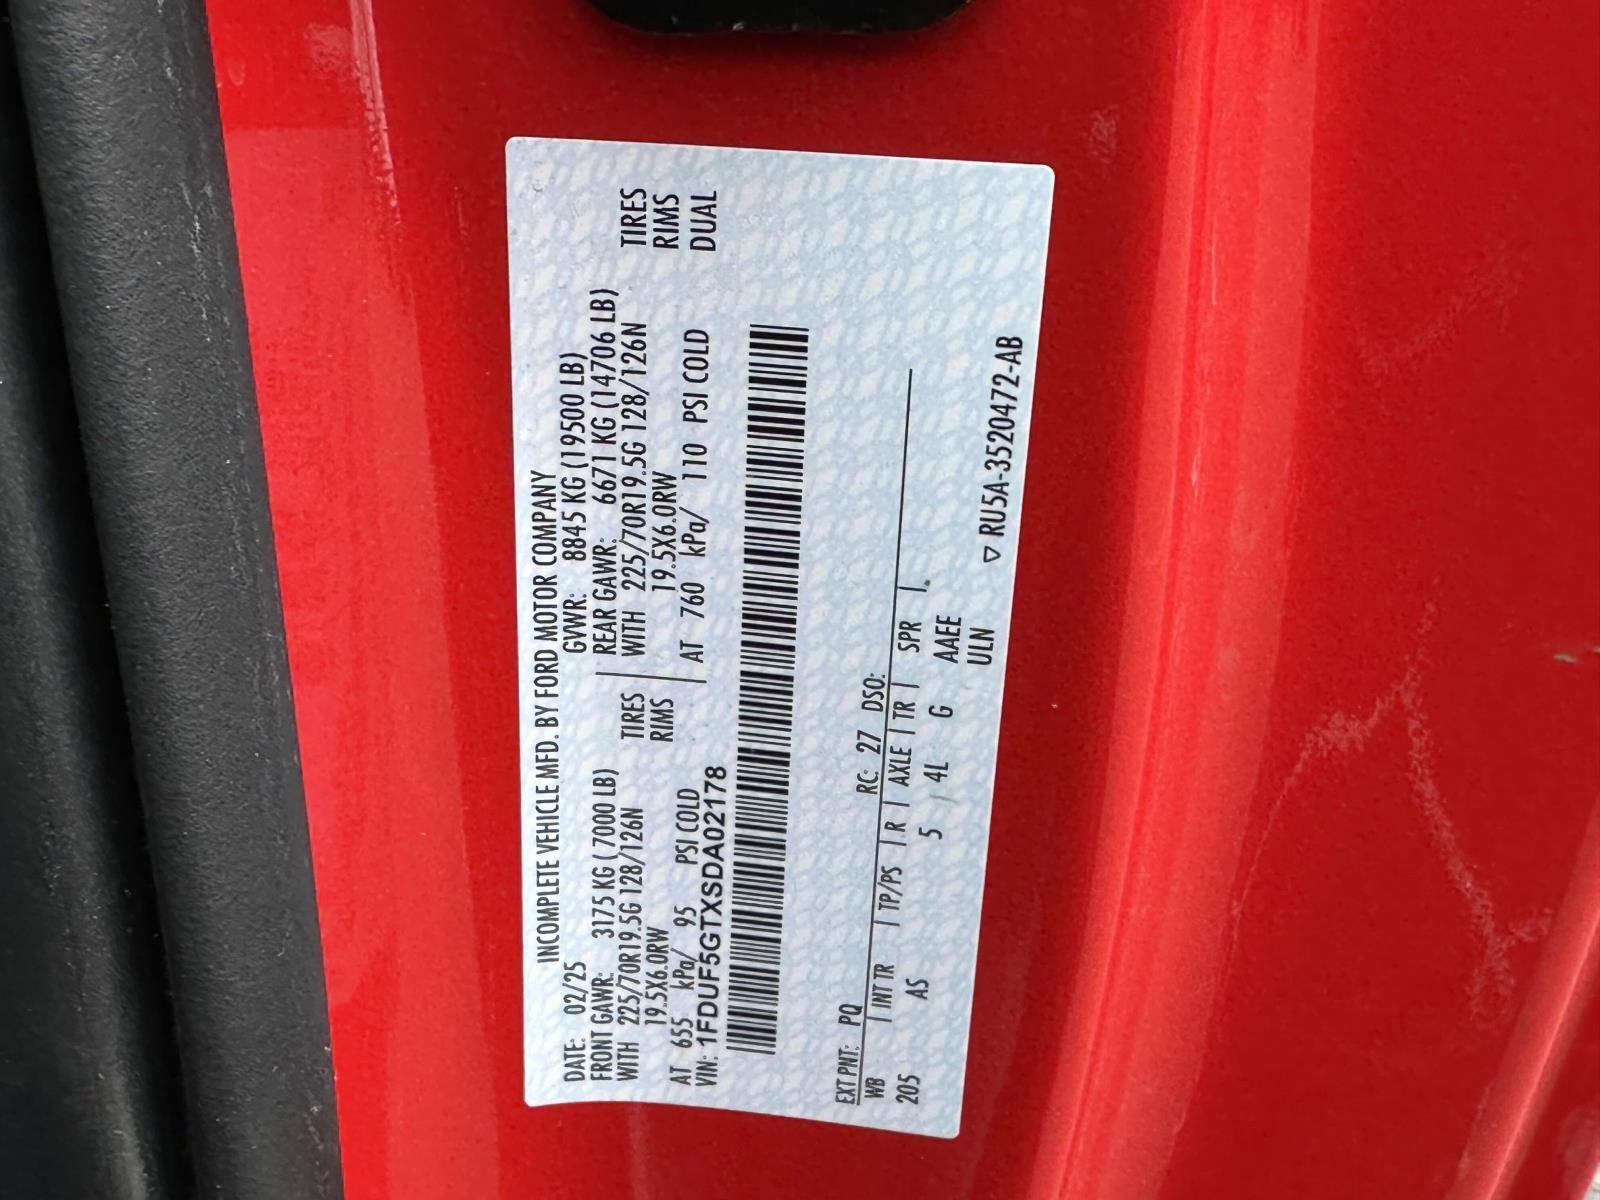 INCOMPLETE VEHICLE MFD. BY FORD MOTOR COMPANY
DATE: 02/25 GVWR: 8845 KG (19500 LB)
FRONT GAWR: 3175 KG (7000 LB) | REAR GAWR: 6671 KG (14706 LB)
WITH 225/70R19.5G 128/126N TIRES | WITH 225/70R19.5G 128/126N TIRES
19.5X6.0RW RIMS 19.5X6.0RW RIMS
AT 655 kPa/ 95 PSI COLD | AT 760 kPa/ 110 PSI COLD DUAL
VIN: 1FDUF5GTXSDA02178
EXT PNT: PQ RC: 27 DSO:
WB | INT TR | TP/PS | R | AXLE | TR | SPR |
205 AS 5 4L G AAEE
ULN
▽ RU5A-3520472-AB